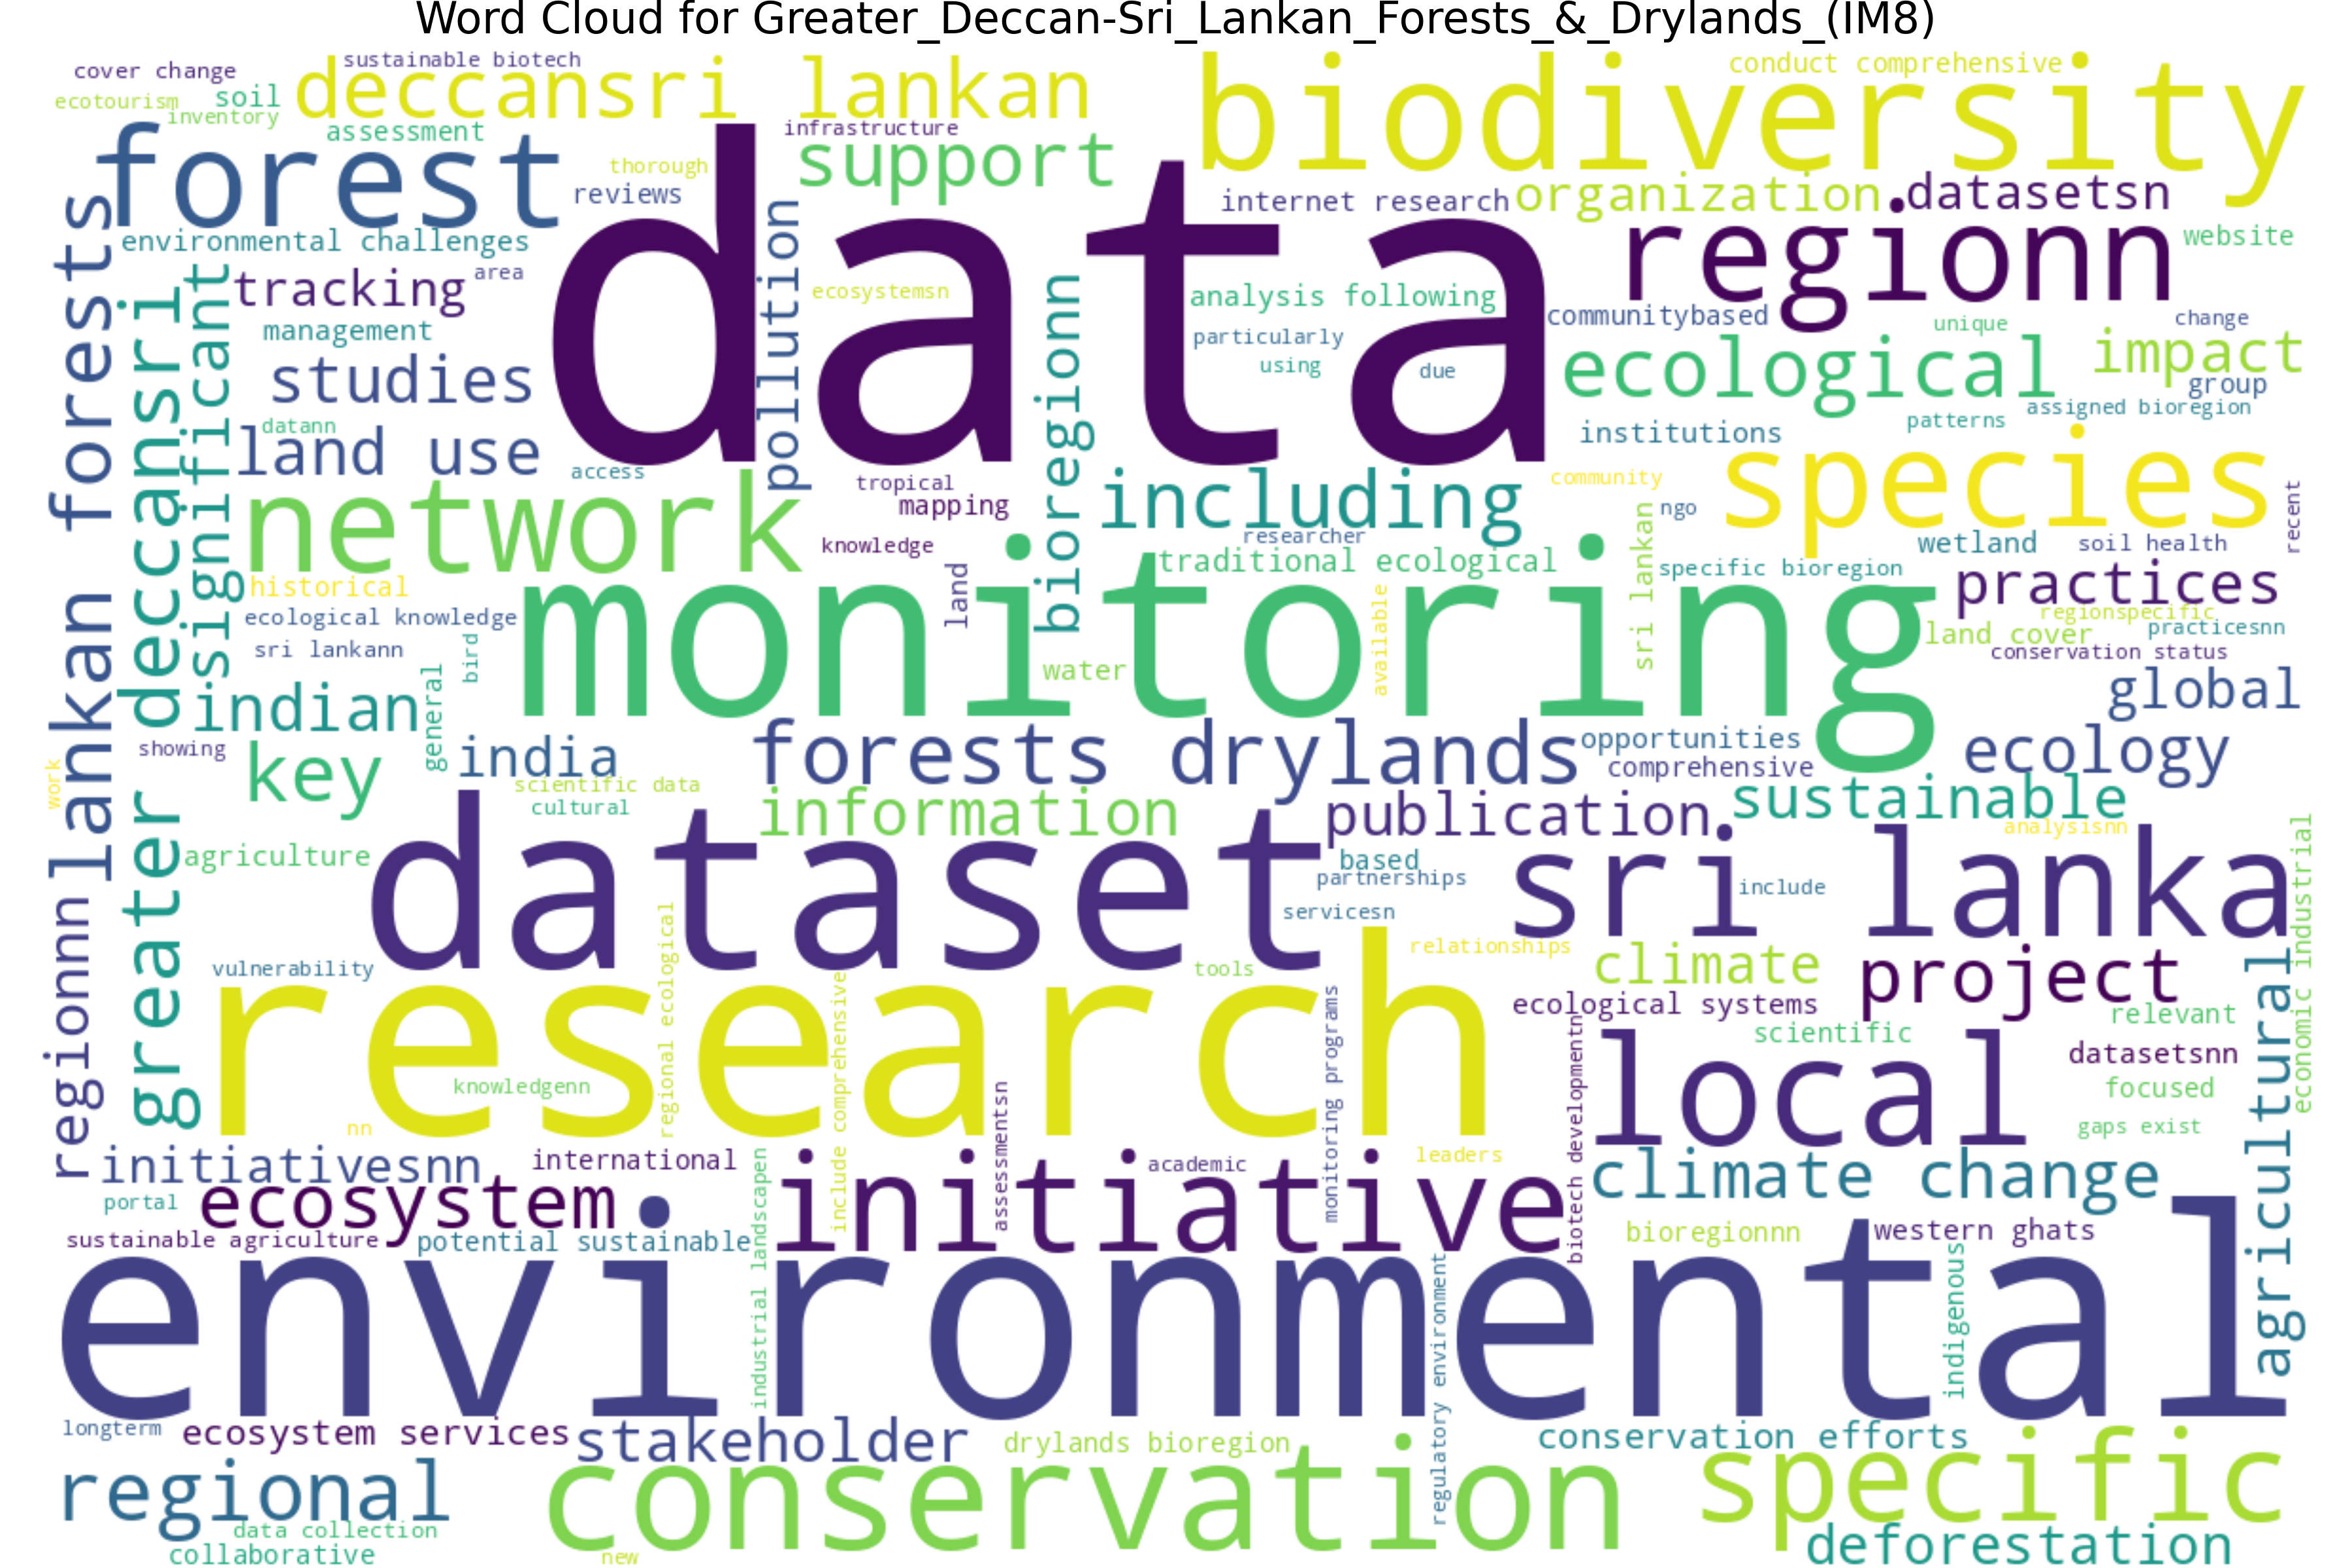 Word Cloud for Greater_Deccan-Sri_Lankan_Forests_&_Drylands_(IM8)
cover change
sustainable biotech
deccansri lankan
biodiversity
conduct comprehensive
ecotourism
soil
inventory
forest
assessment
infrastructure
support
thorough
reviews
data
internet research
organization
datasetsn
regionn
website
environmental challenges
tracking
area
pollution
ecosystemsn
bioregionn
analysis following
communitybased
unique
change
management
particularly
using
due
ecological
impact
group
studies
assigned bioregion
patterns
datann
land use
access
institutions
lankan forests
greater deccansri
significant
network
tropical
mapping
including
community
species
recent
ngo
knowledge
researcher
wetland
soil health
historical
land
traditional ecological
sri lankan
specific bioregion
practices
ecological knowledge
monitoring
available
regionspecific
land cover
practicesnn
sri lankann
bird
conservation status
general
water
indian
global
showing
key
india
forests drylands
opportunities
comprehensive
ecology
work
scientific data
cultural
information
publication
sustainable
analysisnn
agriculture
dataset
based
partnerships
sri lanka
include
economic industrial
servicesn
regionnn
vulnerability
regional ecological
include comprehensive
tools
relationships
climate
project
agricultural
research
monitoring programs
ecological systems
biotech developmentn
scientific
relevant
datasetsnn
local
knowledgenn
assessmentsn
focused
nn
gaps exist
initiativesnn
international
industrial landscapen
initiative
academic
leaders
climate change
portal
ecosystem
sustainable agriculture
potential sustainable
bioregionnn
western ghats
environmental
regulatory environment
indigenous
longterm
ecosystem services
stakeholder
drylands bioregion
conservation efforts
regional
conservation
specific
data collection
collaborative
new
deforestation